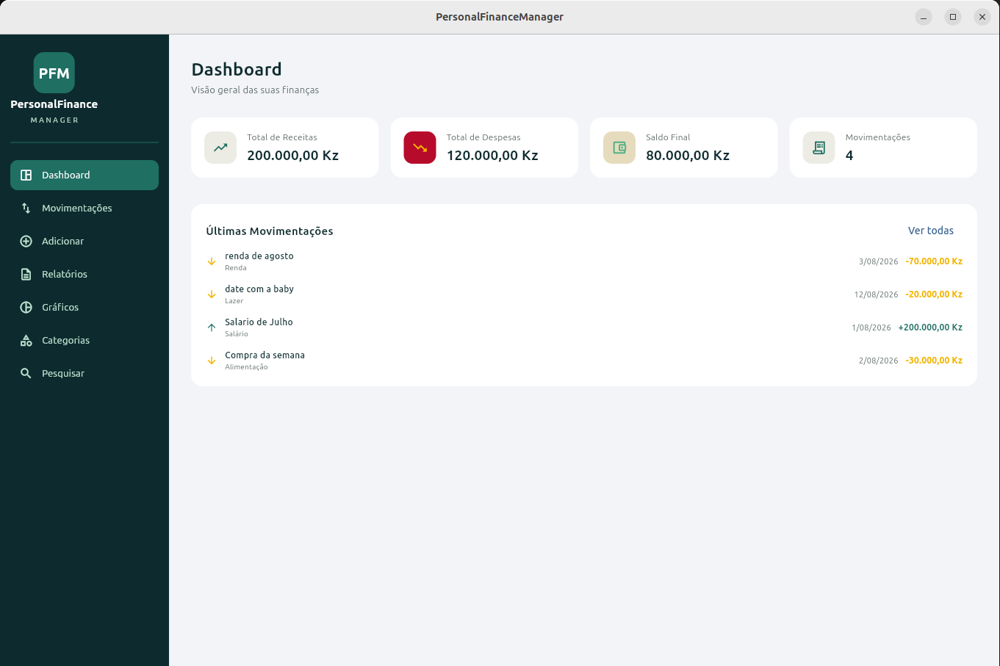 PersonalFinanceManager
PFM
PersonalFinance
MANAGER
Dashboard
Movimentações
Adicionar
Relatórios
Gráficos
Categorias
Pesquisar
Dashboard
Visão geral das suas finanças
Total de Receitas
200.000,00 Kz
Total de Despesas
120.000,00 Kz
Saldo Final
80.000,00 Kz
Movimentações
4
Últimas Movimentações
Ver todas
renda de agosto
Renda
3/08/2026 -70.000,00 Kz
date com a baby
Lazer
12/08/2026 -20.000,00 Kz
Salario de Julho
Salário
1/08/2026 +200.000,00 Kz
Compra da semana
Alimentação
2/08/2026 -30.000,00 Kz